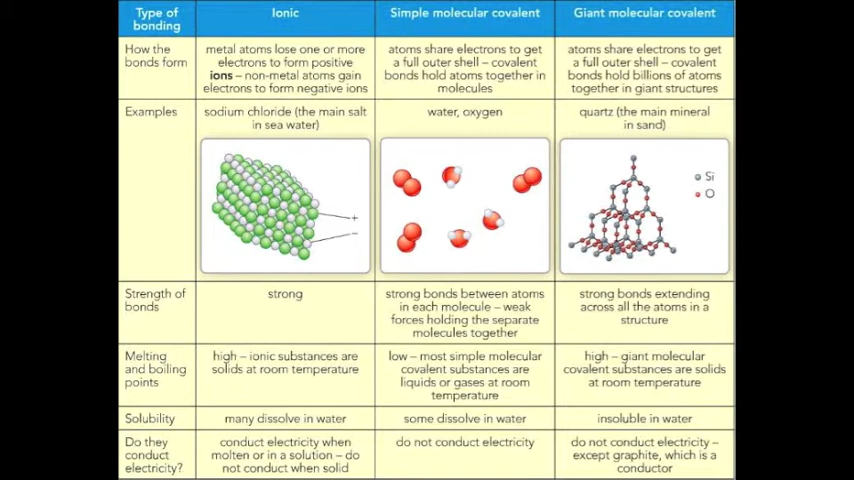 Type of bonding
Ionic
Simple molecular covalent
Giant molecular covalent
How the bonds form
metal atoms lose one or more
electrons to form positive
ions – non-metal atoms gain
electrons to form negative ions
atoms share electrons to get
a full outer shell – covalent
bonds hold atoms together in
molecules
atoms share electrons to get
a full outer shell – covalent
bonds hold billions of atoms
together in giant structures
Examples
sodium chloride (the main salt
in sea water)
water, oxygen
quartz (the main mineral
in sand)
+
–
Si
O
Strength of
bonds
strong
strong bonds between atoms
in each molecule – weak
forces holding the separate
molecules together
strong bonds extending
across all the atoms in a
structure
Melting
and boiling
points
high – ionic substances are
solids at room temperature
low – most simple molecular
covalent substances are
liquids or gases at room
temperature
high – giant molecular
covalent substances are solids
at room temperature
Solubility
many dissolve in water
some dissolve in water
insoluble in water
Do they
conduct
electricity?
conduct electricity when
molten or in a solution – do
not conduct when solid
do not conduct electricity
do not conduct electricity –
except graphite, which is a
conductor